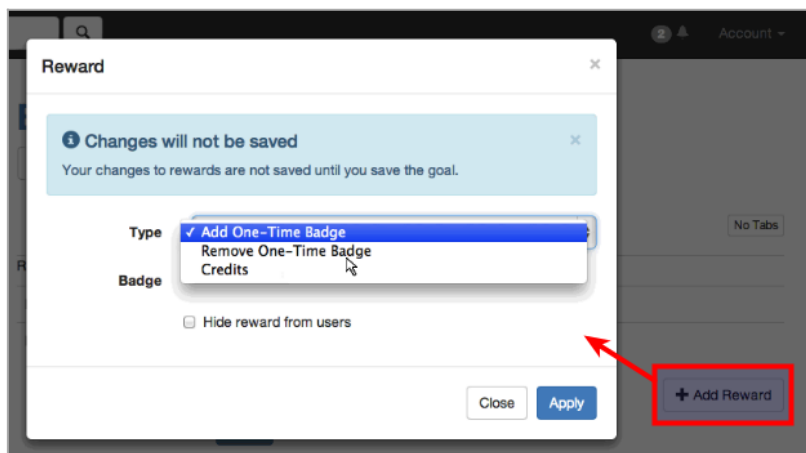 2 Account
Reward ×
Changes will not be saved ×
Your changes to rewards are not saved until you save the goal.
No Tabs
Type ✓ Add One-Time Badge
Remove One-Time Badge
Credits
Badge
Hide reward from users
+ Add Reward
Close Apply